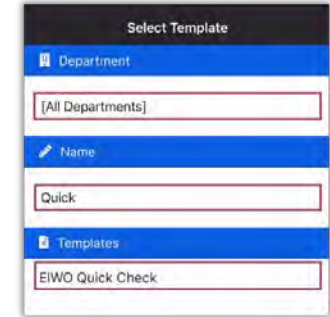 Select Template
Department
[All Departments]
Name
Quick
Templates
EIWO Quick Check